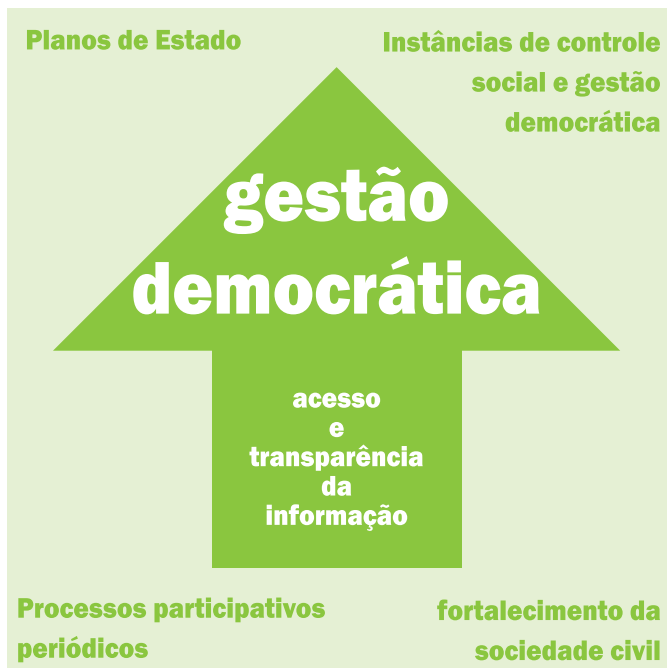 Planos de Estado
Instâncias de controle
social e gestão
democrática
gestão
democrática
acesso
e
transparência
da
informação
Processos participativos
periódicos
fortalecimento da
sociedade civil